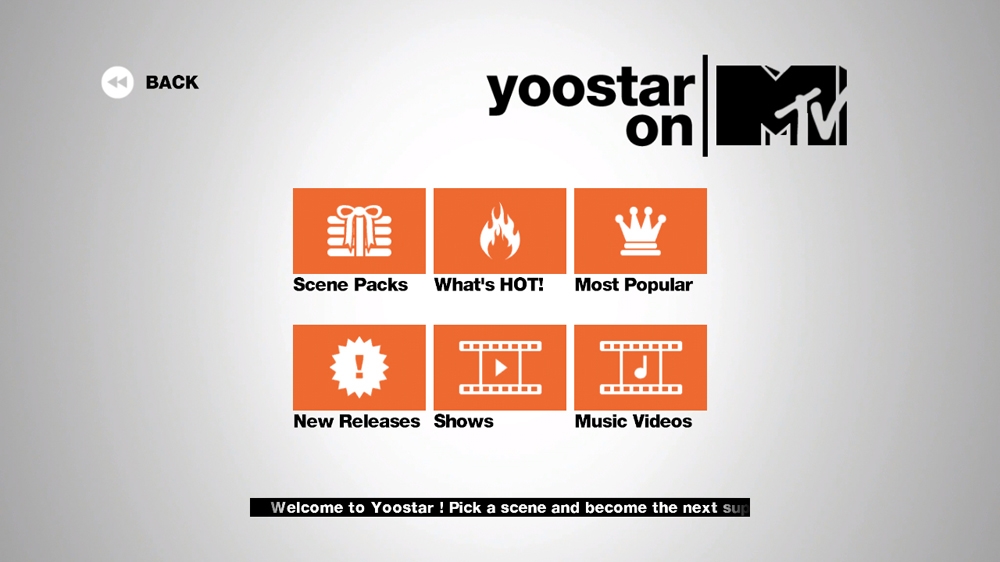 BACK
yoostar
on
MTV
Scene Packs
What's HOT!
Most Popular
New Releases
Shows
Music Videos
Welcome to Yoostar ! Pick a scene and become the next